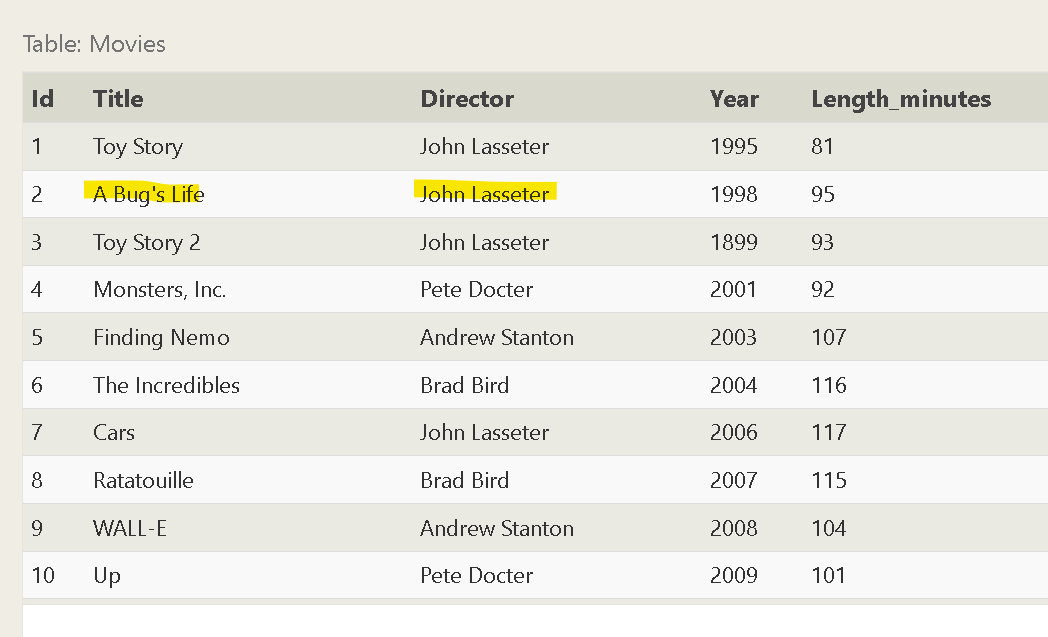 Table: Movies
Id Title Director Year Length_minutes
1 Toy Story John Lasseter 1995 81
2 A Bug's Life John Lasseter 1998 95
3 Toy Story 2 John Lasseter 1899 93
4 Monsters, Inc. Pete Docter 2001 92
5 Finding Nemo Andrew Stanton 2003 107
6 The Incredibles Brad Bird 2004 116
7 Cars John Lasseter 2006 117
8 Ratatouille Brad Bird 2007 115
9 WALL-E Andrew Stanton 2008 104
10 Up Pete Docter 2009 101